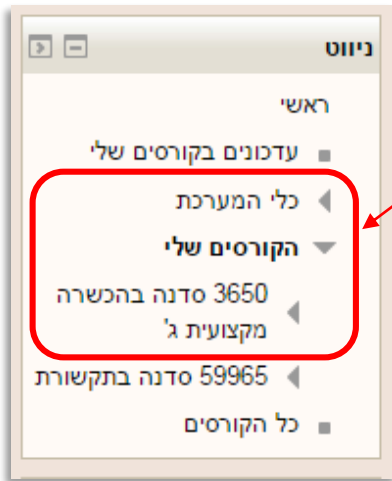 ניווט
ראשי
עדכונים בקורסים שלי
כלי המערכת
הקורסים שלי
3650 סדנה בהכשרה
מקצועית ג'
59965 סדנה בתקשורת
כל הקורסים